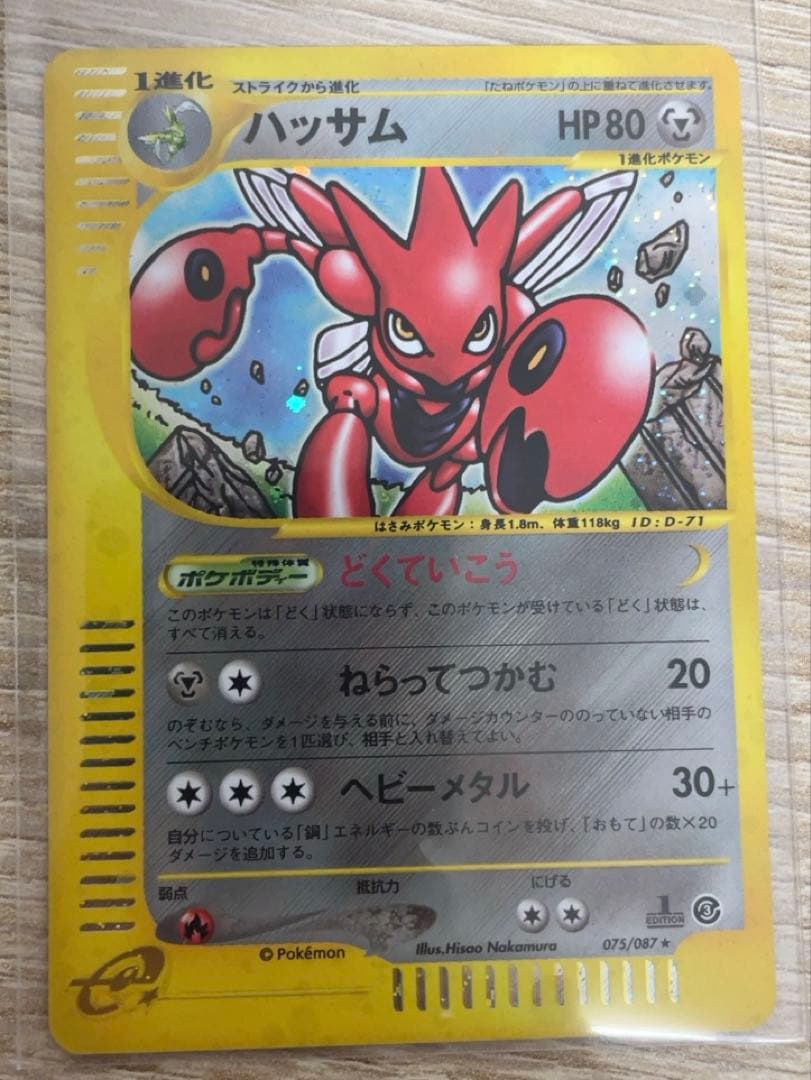 1進化
ストライクから進化
「たねポケモン」の上に重ねて進化させます。
ハッサム
HP80
1進化ポケモン
はさみポケモン：身長1.8m、体重118kg ID:D-71
特殊体質
ポケボディー
どくていこう
このポケモンは「どく」状態にならず、このポケモンが受けている「どく」状態は、
すべて消える。
ねらってつかむ 20
のぞむなら、ダメージを与える前に、ダメージカウンターののっていない相手の
ベンチポケモンを1匹選び、相手と入れ替えてよい。
ヘビーメタル 30+
自分についている「鋼」エネルギーの数ぶんコインを投げ、「おもて」の数×20
ダメージを追加する。
弱点
抵抗力
にげる
1
EDITION
3
©Pokémon
Illus.Hisao Nakamura
075/087★
e